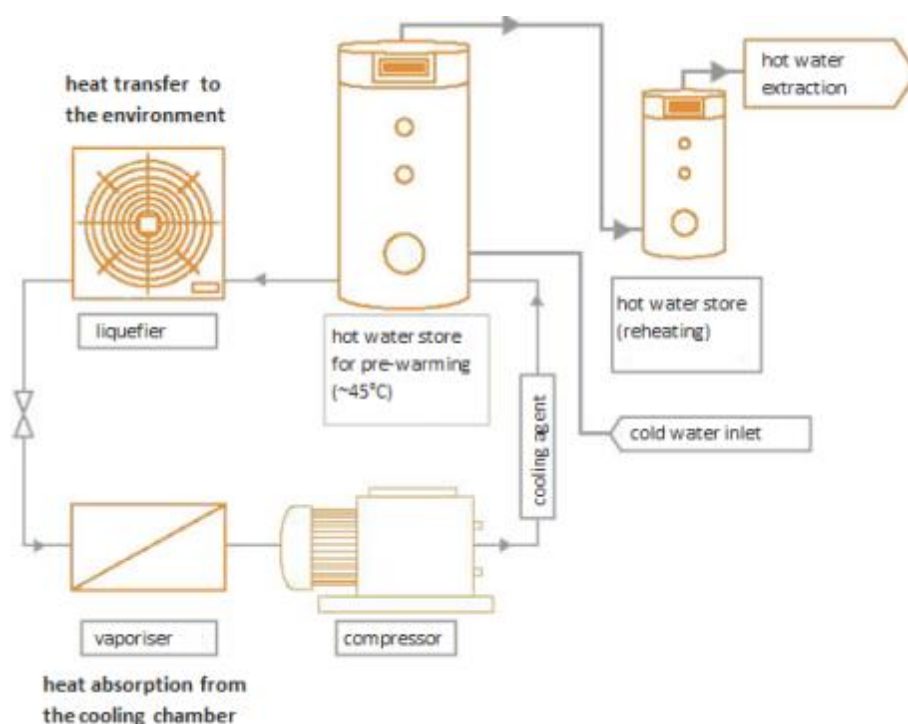 heat transfer to
the environment
hot water
extraction
liquefier
hot water store
for pre-warming
(~45°C)
hot water store
(reheating)
cooling agent
cold water inlet
vaporiser
compressor
heat absorption from
the cooling chamber